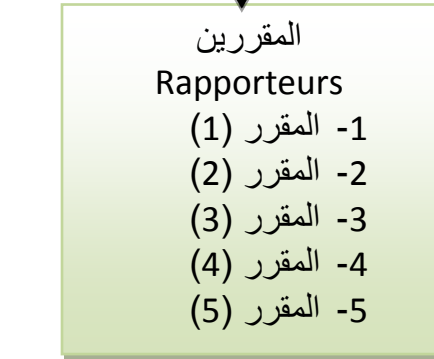 المقررين
Rapporteurs
1- المقرر (1)
2- المقرر (2)
3- المقرر (3)
4- المقرر (4)
5- المقرر (5)